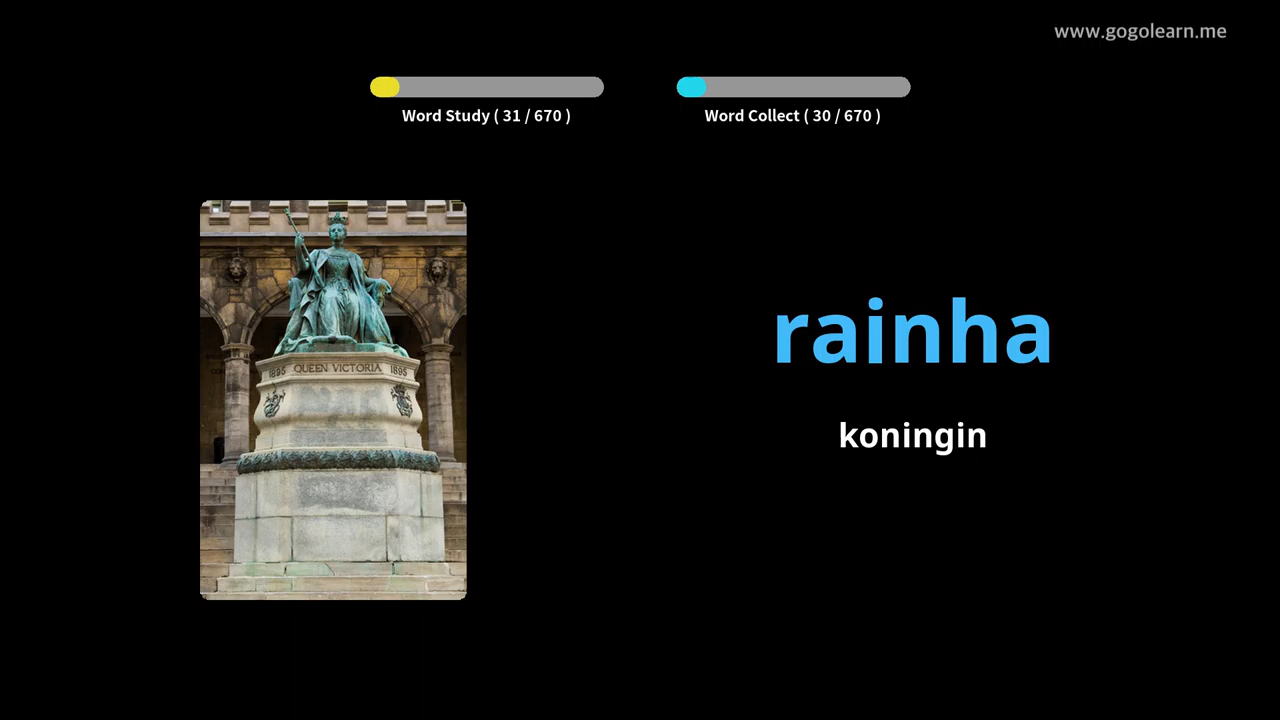 www.gogolearn.me
Word Study ( 31 / 670 )
Word Collect ( 30 / 670 )
1895 QUEEN VICTORIA 1895
rainha
koningin